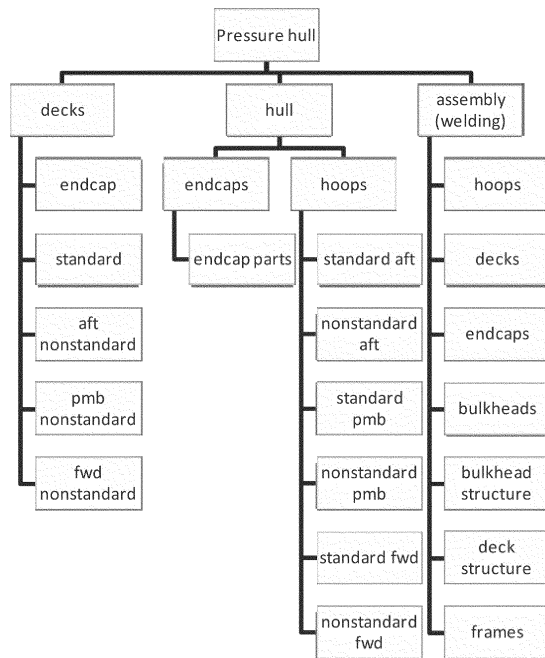 Pressure hull
decks
hull
assembly
(welding)
endcap
standard
aft
nonstandard
pmb
nonstandard
fwd
nonstandard
endcaps
endcap parts
hoops
standard aft
nonstandard
aft
standard
pmb
nonstandard
pmb
standard fwd
nonstandard
fwd
hoops
decks
endcaps
bulkheads
bulkhead
structure
deck
structure
frames